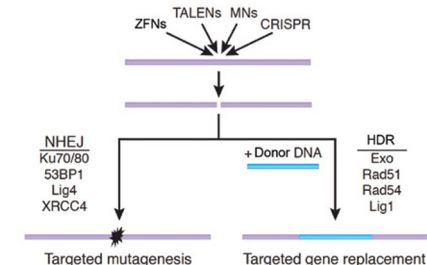 TALENs MNs
ZFNs
CRISPR
NHEJ
Ku70/80
53BP1
Lig4
XRCC4
+ Donor DNA
HDR
Exo
Rad51
Rad54
Lig1
Targeted mutagenesis
Targeted gene replacement